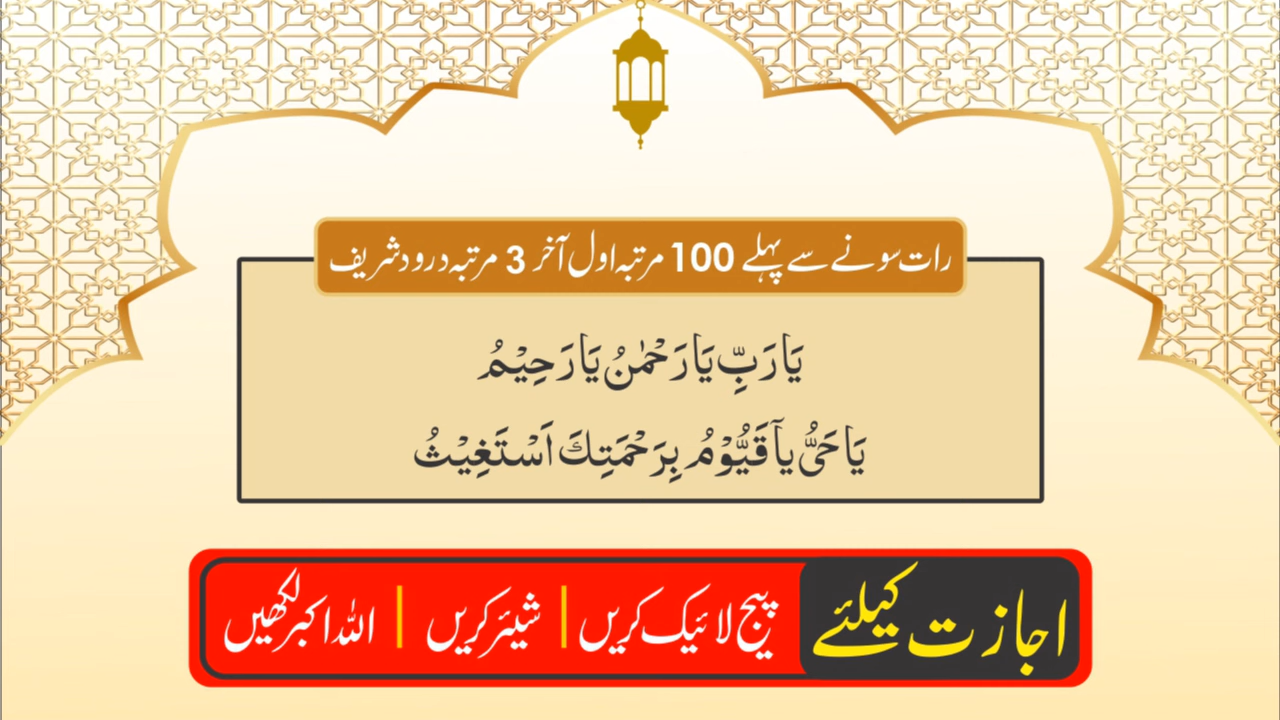 رات سونے سے پہلے 100 مرتبہ اول آخر 3 مرتبہ درود شریف
يَا رَبِّ يَا رَحْمٰنُ يَا رَحِيْمُ
يَا حَيُّ يَآ قَيُّوْمُ بِرَحْمَتِكَ اَسْتَغِيْثُ
اجازت کیلئے
پیج لائیک کریں | شیئر کریں | اللہ اکبر لکھیں